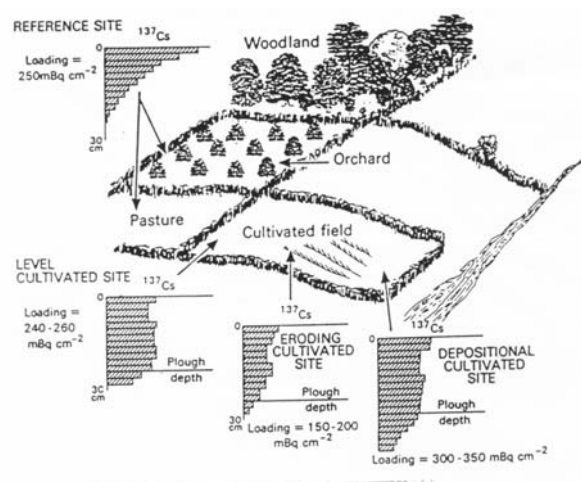 REFERENCE SITE
137Cs
0
Loading =
250mBq cm-2
30
cm
Woodland
Orchard
Pasture
Cultivated field
LEVEL
CULTIVATED SITE
137Cs
0
Loading =
240-260
mBq cm-2
Plough
depth
30
cm
137Cs
0
ERODING
CULTIVATED
SITE
Plough
depth
30
cm
Loading = 150-200
mBq cm-2
137Cs
0
DEPOSITIONAL
CULTIVATED
SITE
Plough
depth
Loading = 300-350 mBq cm-2